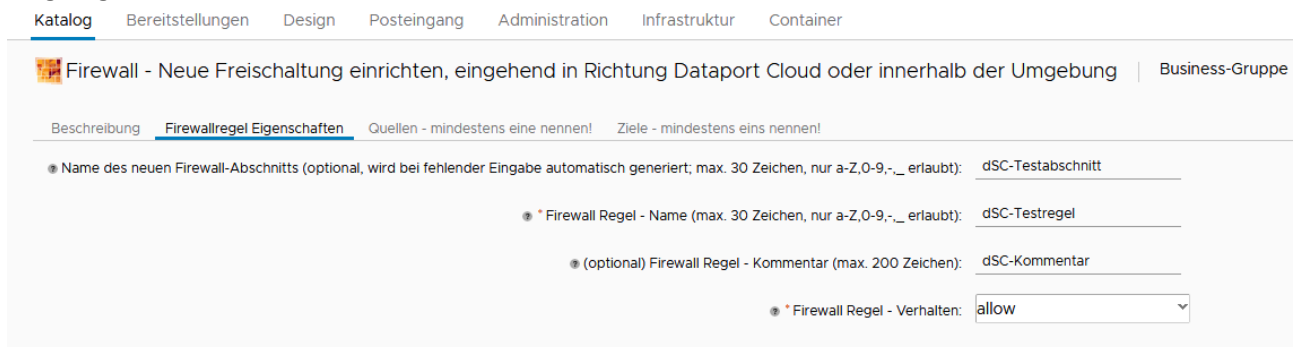 Katalog Bereitstellungen Design Posteingang Administration Infrastruktur Container
Firewall - Neue Freischaltung einrichten, eingehend in Richtung Dataport Cloud oder innerhalb der Umgebung Business-Gruppe
Beschreibung Firewallregel Eigenschaften Quellen - mindestens eine nennen! Ziele - mindestens eins nennen!
Name des neuen Firewall-Abschnitts (optional, wird bei fehlender Eingabe automatisch generiert; max. 30 Zeichen, nur a-Z,0-9,-,_ erlaubt): dSC-Testabschnitt
* Firewall Regel - Name (max. 30 Zeichen, nur a-Z,0-9,-,_ erlaubt): dSC-Testregel
(optional) Firewall Regel - Kommentar (max. 200 Zeichen): dSC-Kommentar
* Firewall Regel - Verhalten: allow